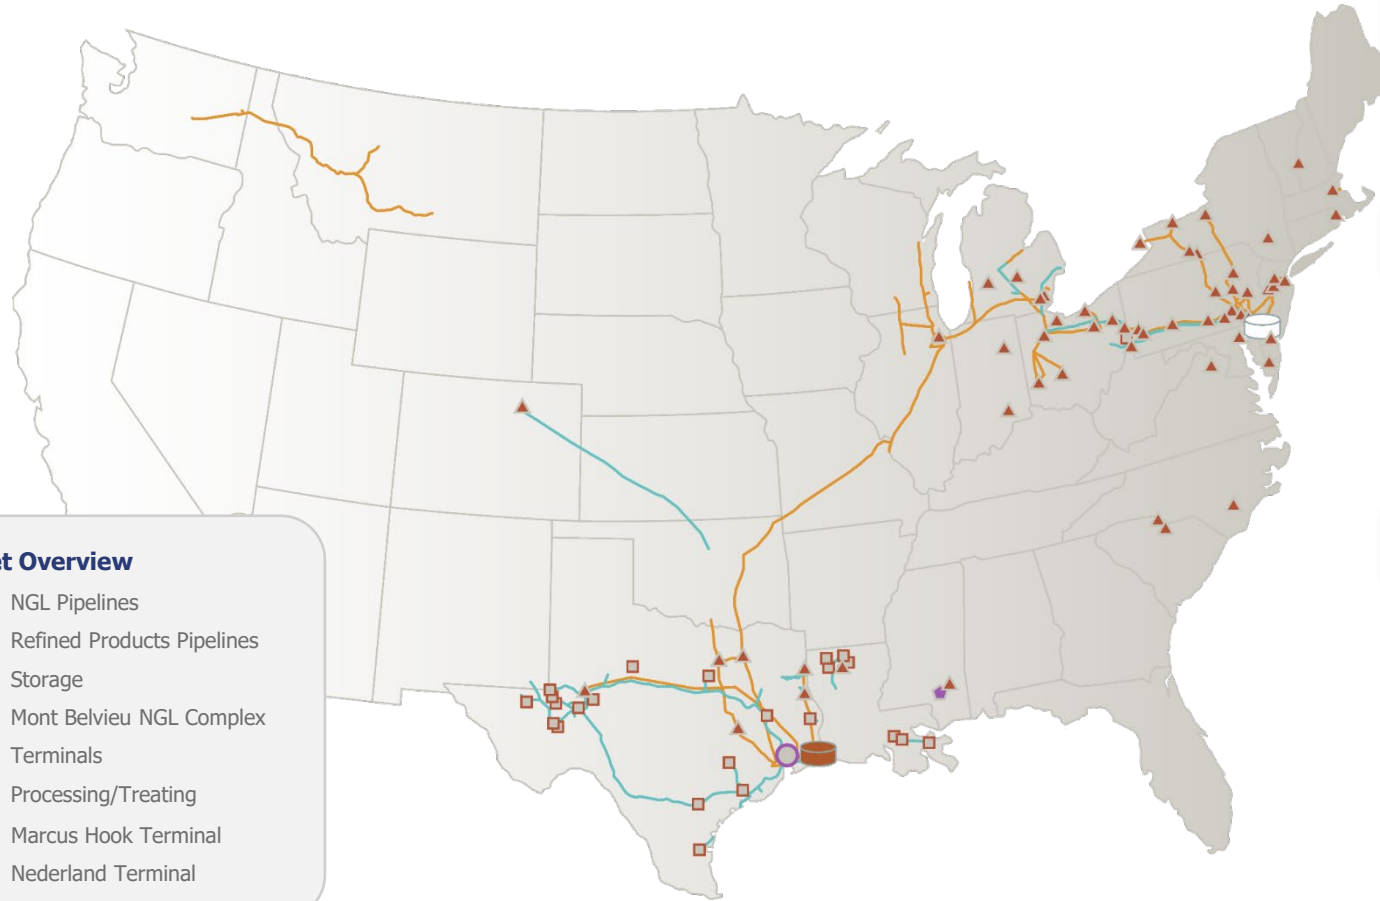 et Overview
NGL Pipelines
Refined Products Pipelines
Storage
Mont Belvieu NGL Complex
Terminals
Processing/Treating
Marcus Hook Terminal
Nederland Terminal